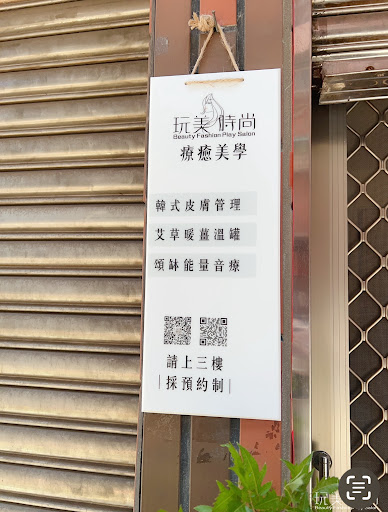 玩美時尚
Beauty Fashion Play Salon
療癒美學
韓式皮膚管理
艾草暖薑溫罐
頌缽能量音療
請上三樓
採預約制
玩美